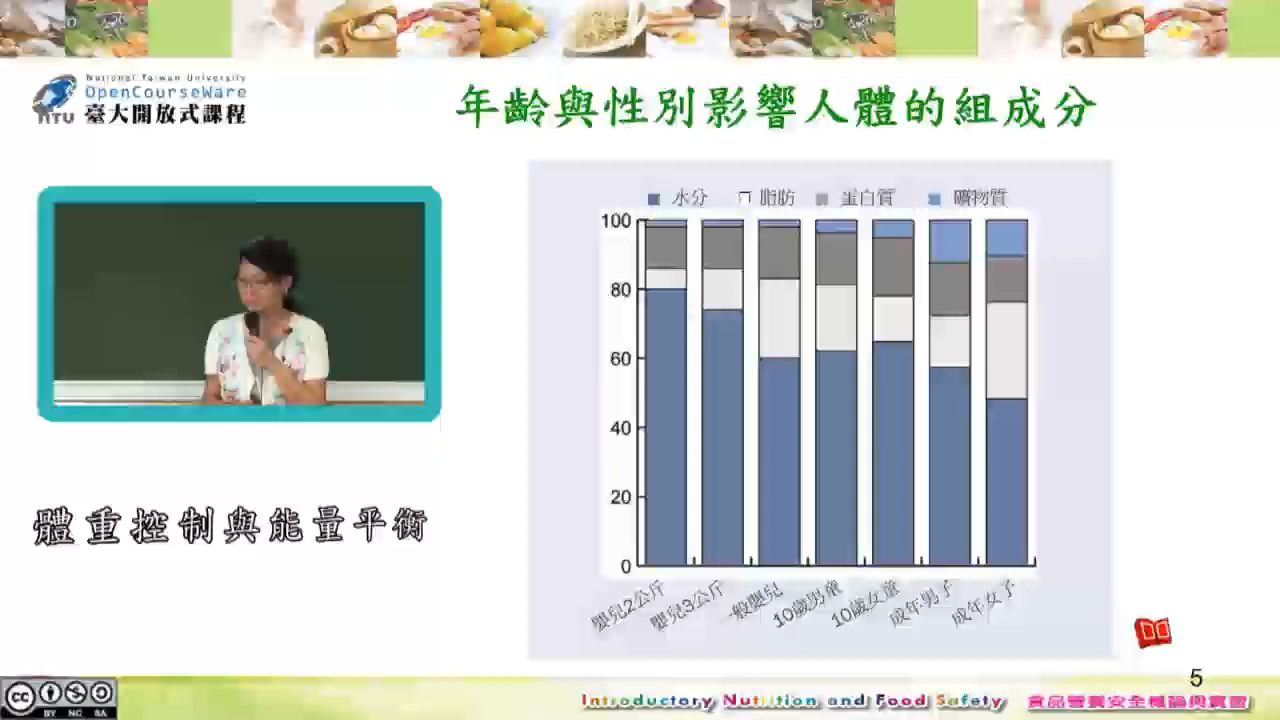 National Taiwan University
OpenCourseWare
NTU 臺大開放式課程
年齡與性別影響人體的組成分
水分 脂肪 蛋白質 礦物質
100
80
60
40
20
0
嬰兒2公斤 嬰兒3公斤 一般嬰兒 10歲男童 10歲女童 成年男子 成年女子
體重控制與能量平衡
5
cc BY NC SA
Introductory Nutrition and Food Safety 食品營養安全概論與實習